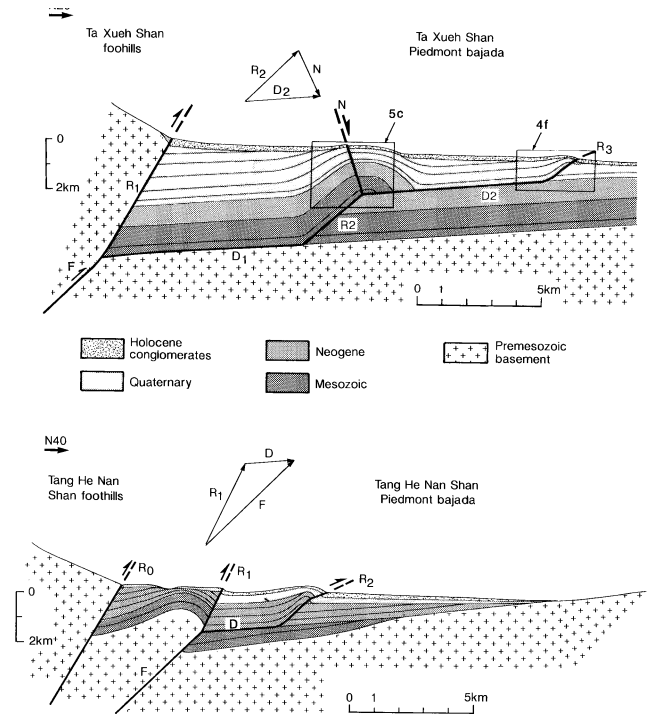 Ta Xueh Shan
foohills
Ta Xueh Shan
Piedmont bajada
R2
N
D2
N
5c
4f
R3
0
2km
R1
D2
R2
F
D1
0 1 5km
Holocene
conglomerates
Neogene
Premesozoic
basement
Quaternary
Mesozoic
N40
D
Tang He Nan
Shan foothills
R1
F
Tang He Nan Shan
Piedmont bajada
R0
R1
R2
0
2km
D
F
0 1 5km